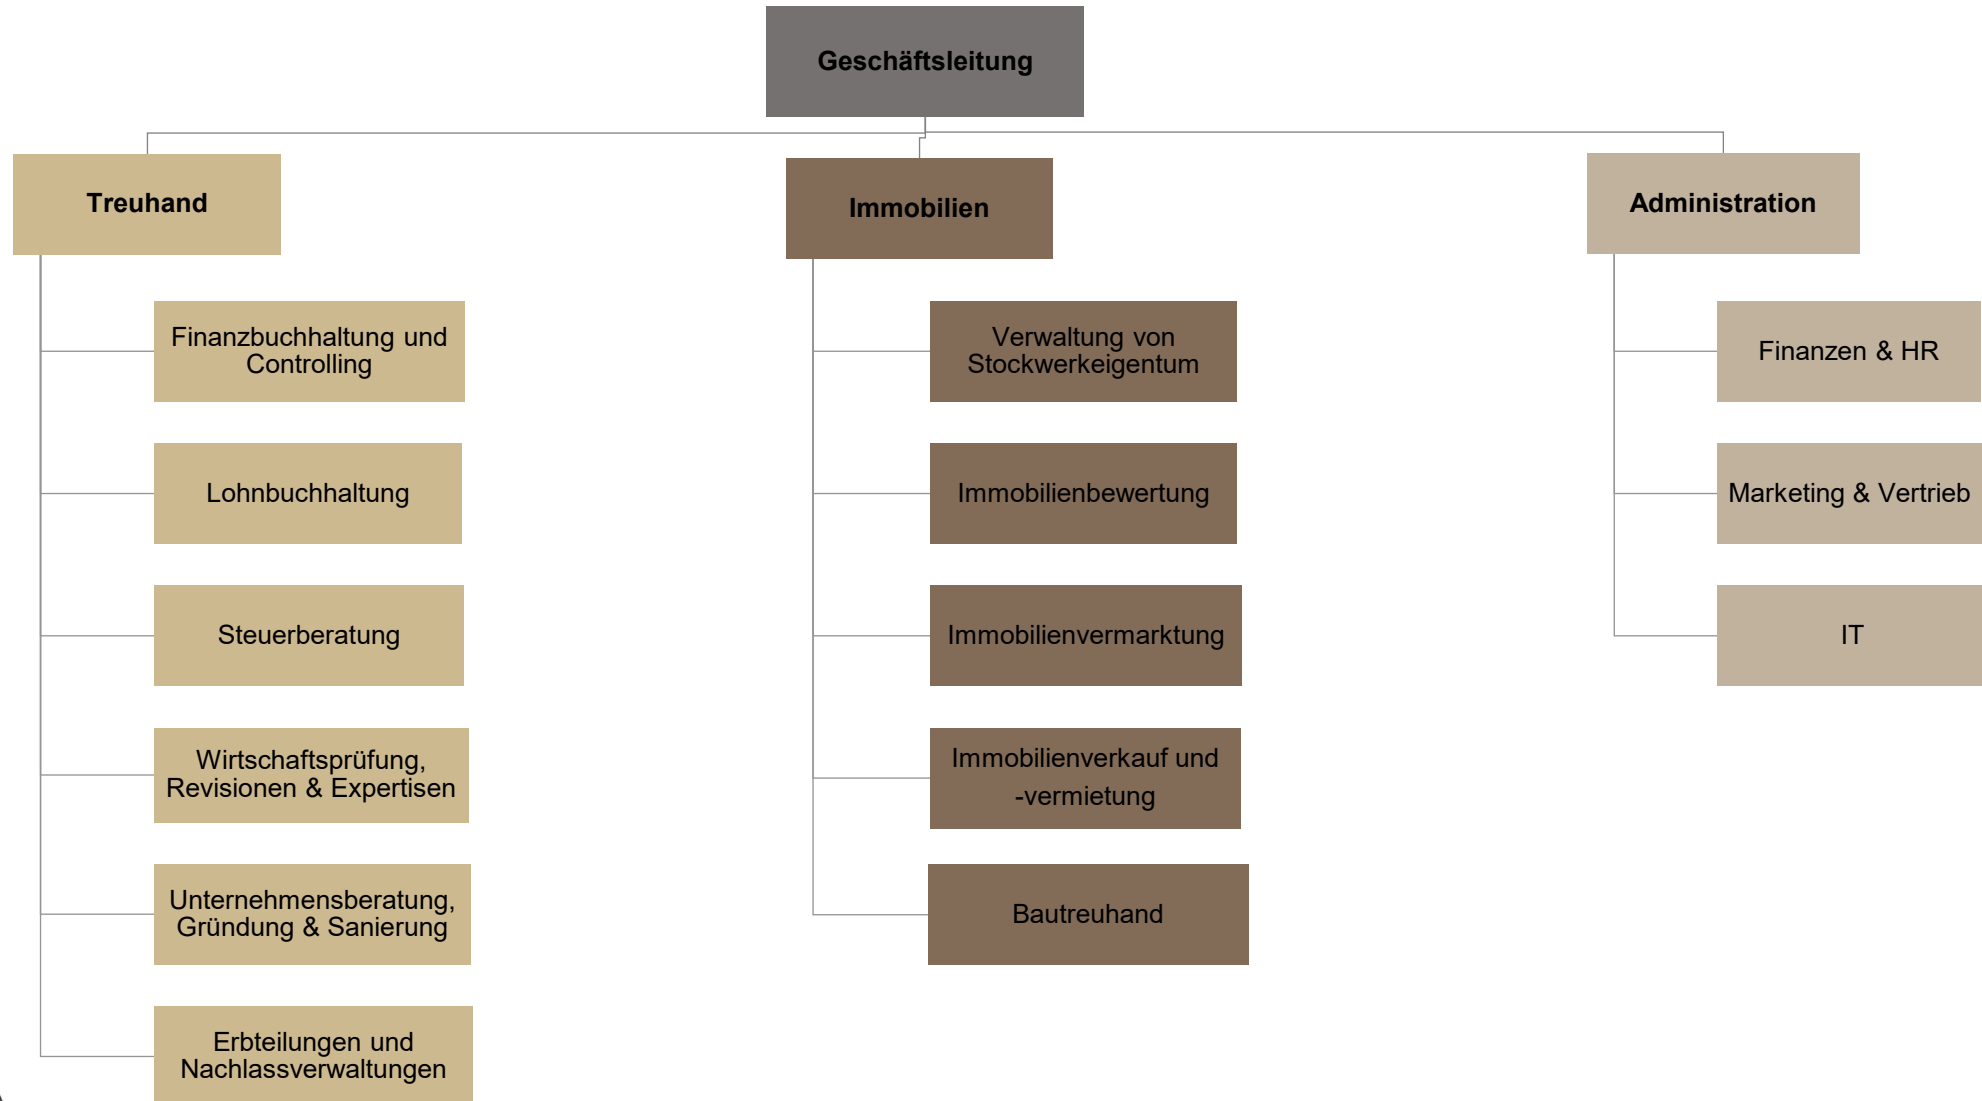 Geschäftsleitung
Treuhand
Finanzbuchhaltung und
Controlling
Lohnbuchhaltung
Steuerberatung
Wirtschaftsprüfung,
Revisionen & Expertisen
Unternehmensberatung,
Gründung & Sanierung
Erbteilungen und
Nachlassverwaltungen
Immobilien
Verwaltung von
Stockwerkeigentum
Immobilienbewertung
Immobilienvermarktung
Immobilienverkauf und
-vermietung
Bautreuhand
Administration
Finanzen & HR
Marketing & Vertrieb
IT